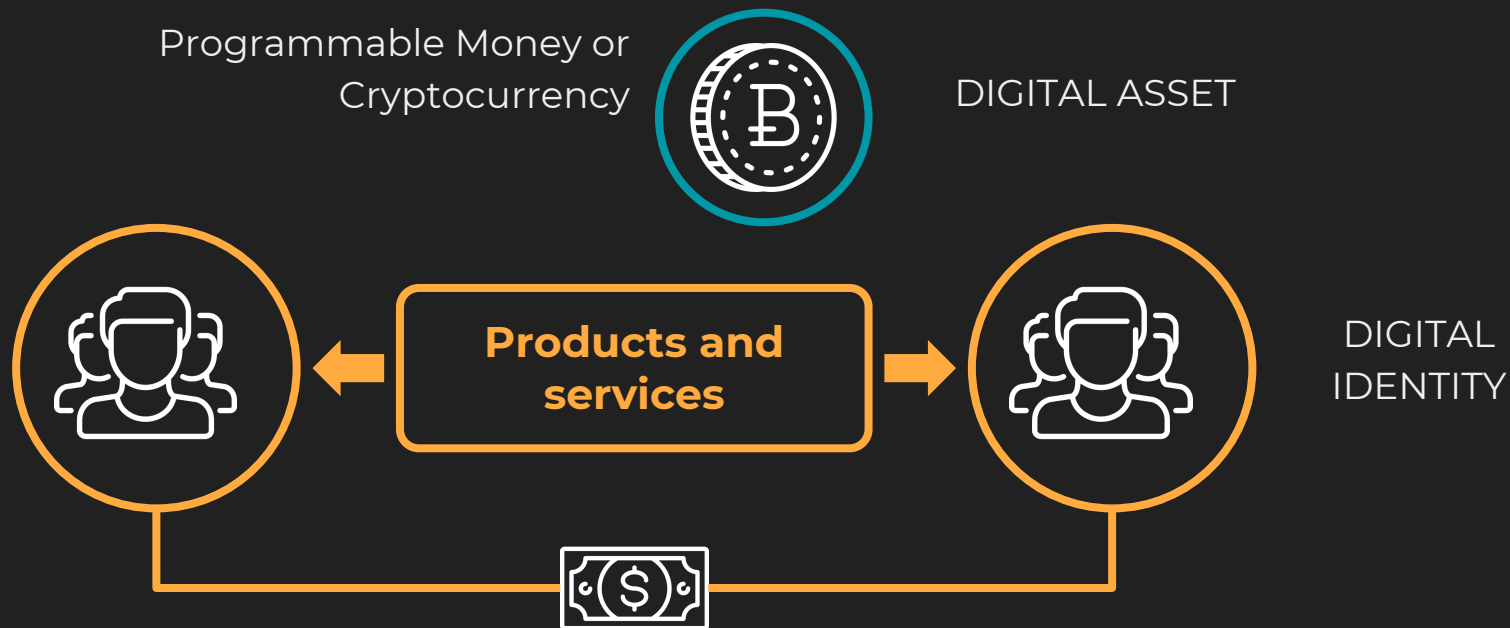 Programmable Money or
Cryptocurrency
DIGITAL ASSET
Products and
services
DIGITAL
IDENTITY
$